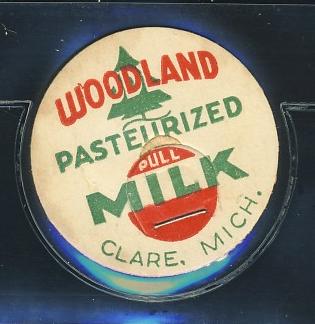 WOODLAND
PASTEURIZED
PULL
MILK
CLARE, MICH.